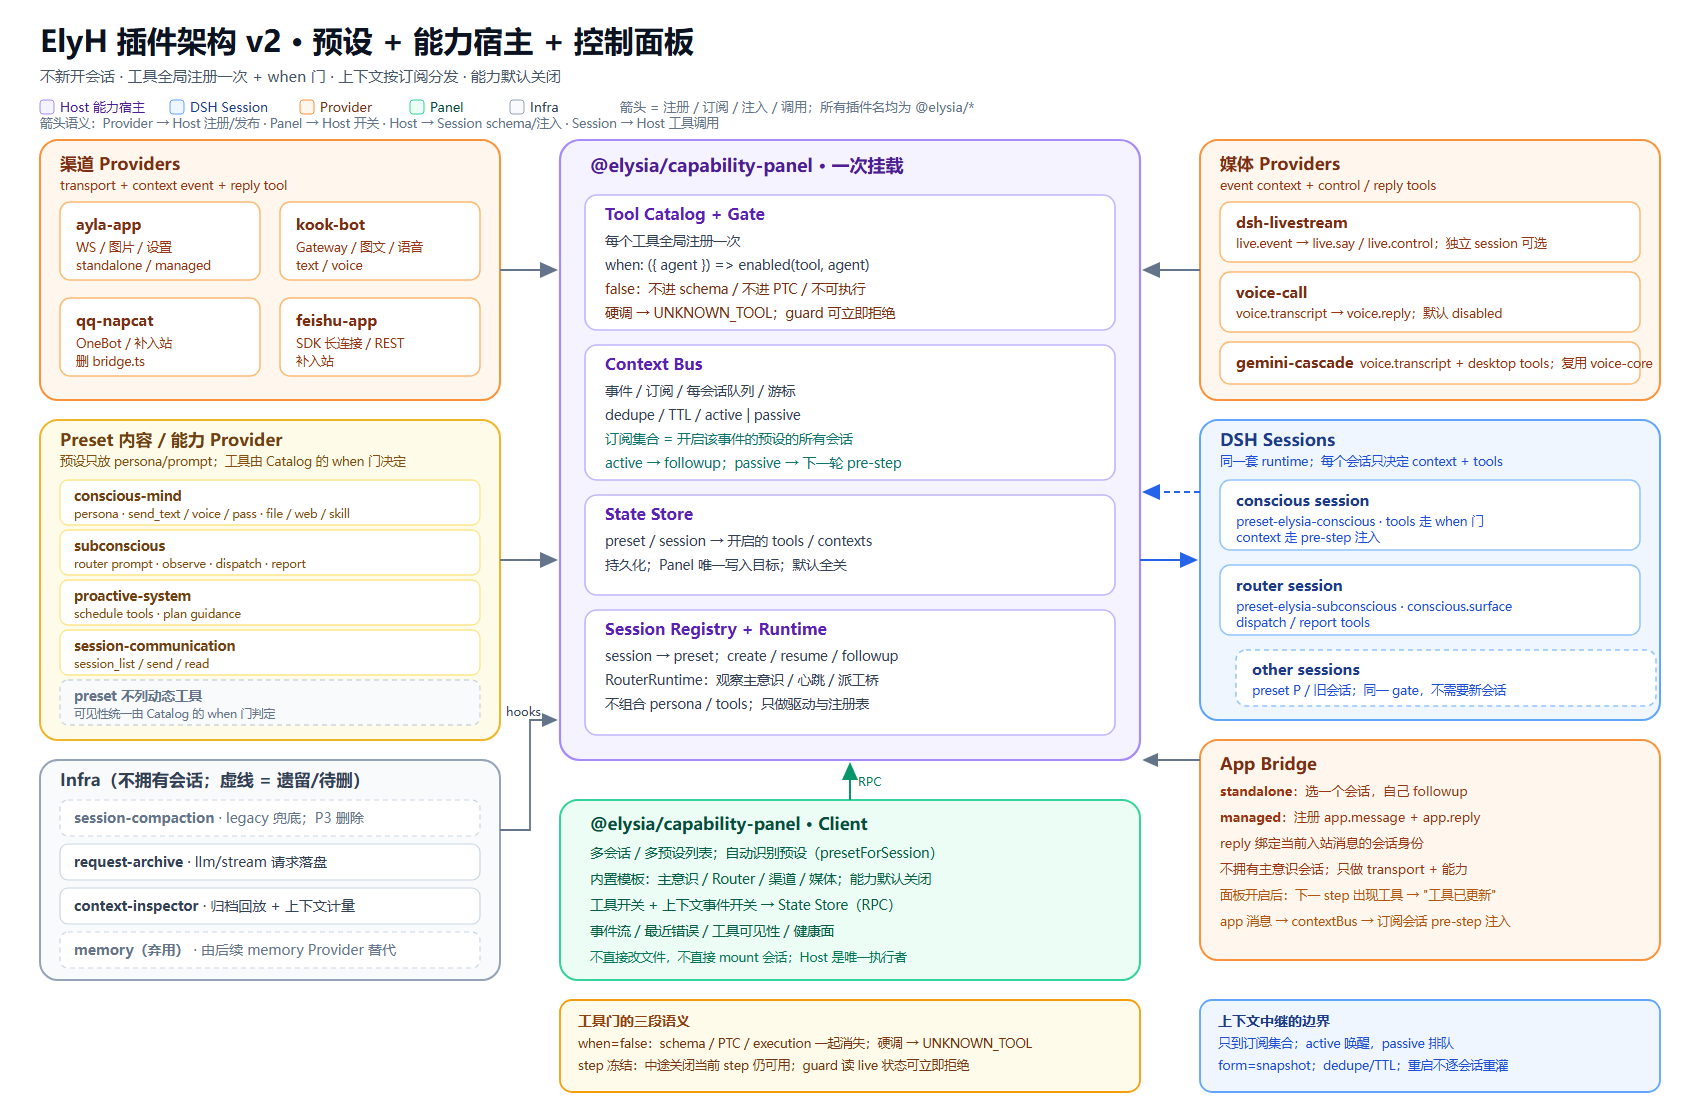 ElyH 插件架构 v2 • 预设 + 能力宿主 + 控制面板
不新开会话 · 工具全局注册一次 + when 门 · 上下文按订阅分发 · 能力默认关闭
Host 能力宿主
DSH Session
Provider
Panel
Infra
箭头 = 注册 / 订阅 / 注入 / 调用；所有插件名均为 @elysia/*
箭头语义：Provider → Host 注册/发布 · Panel → Host 开关 · Host → Session schema/注入 · Session → Host 工具调用
渠道 Providers
transport + context event + reply tool
ayla-app
WS / 图片 / 设置
standalone / managed
kook-bot
Gateway / 图文 / 语音
text / voice
qq-napcat
OneBot / 补入站
删 bridge.ts
feishu-app
SDK 长连接 / REST
补入站
Preset 内容 / 能力 Provider
预设只放 persona/prompt；工具由 Catalog 的 when 门决定
conscious-mind
persona · send_text / voice / pass · file / web / skill
subconscious
router prompt · observe · dispatch · report
proactive-system
schedule tools · plan guidance
session-communication
session_list / send / read
preset 不列动态工具
可见性统一由 Catalog 的 when 门判定
hooks
Infra（不拥有会话；虚线 = 遗留/待删）
session-compaction · legacy 兜底；P3 删除
request-archive · llm/stream 请求落盘
context-inspector · 归档回放 + 上下文计量
memory（弃用） · 由后续 memory Provider 替代
@elysia/capability-panel • 一次挂载
Tool Catalog + Gate
每个工具全局注册一次
when: ({ agent }) => enabled(tool, agent)
false：不进 schema / 不进 PTC / 不可执行
硬调 → UNKNOWN_TOOL；guard 可立即拒绝
Context Bus
事件 / 订阅 / 每会话队列 / 游标
dedupe / TTL / active | passive
订阅集合 = 开启该事件的预设的所有会话
active → followup；passive → 下一轮 pre-step
State Store
preset / session → 开启的 tools / contexts
持久化；Panel 唯一写入目标；默认全关
Session Registry + Runtime
session → preset；create / resume / followup
RouterRuntime：观察主意识 / 心跳 / 派工桥
不组合 persona / tools；只做驱动与注册表
RPC
@elysia/capability-panel • Client
多会话 / 多预设列表；自动识别预设（presetForSession）
内置模板：主意识 / Router / 渠道 / 媒体；能力默认关闭
工具开关 + 上下文事件开关 → State Store（RPC）
事件流 / 最近错误 / 工具可见性 / 健康面
不直接改文件，不直接 mount 会话；Host 是唯一执行者
工具门的三段语义
when=false：schema / PTC / execution 一起消失；硬调 → UNKNOWN_TOOL
step 冻结：中途关闭当前 step 仍可用；guard 读 live 状态可立即拒绝
媒体 Providers
event context + control / reply tools
dsh-livestream
live.event → live.say / live.control；独立 session 可选
voice-call
voice.transcript → voice.reply；默认 disabled
gemini-cascade voice.transcript + desktop tools；复用 voice-core
DSH Sessions
同一套 runtime；每个会话只决定 context + tools
conscious session
preset-elysia-conscious · tools 走 when 门
context 走 pre-step 注入
router session
preset-elysia-subconscious · conscious.surface
dispatch / report tools
other sessions
preset P / 旧会话；同一 gate，不需要新会话
App Bridge
standalone：选一个会话，自己 followup
managed：注册 app.message + app.reply
reply 绑定当前入站消息的会话身份
不拥有主意识会话；只做 transport + 能力
面板开启后：下一 step 出现工具 → "工具已更新"
app 消息 → contextBus → 订阅会话 pre-step 注入
上下文中继的边界
只到订阅集合；active 唤醒，passive 排队
form=snapshot；dedupe/TTL；重启不逐会话重灌